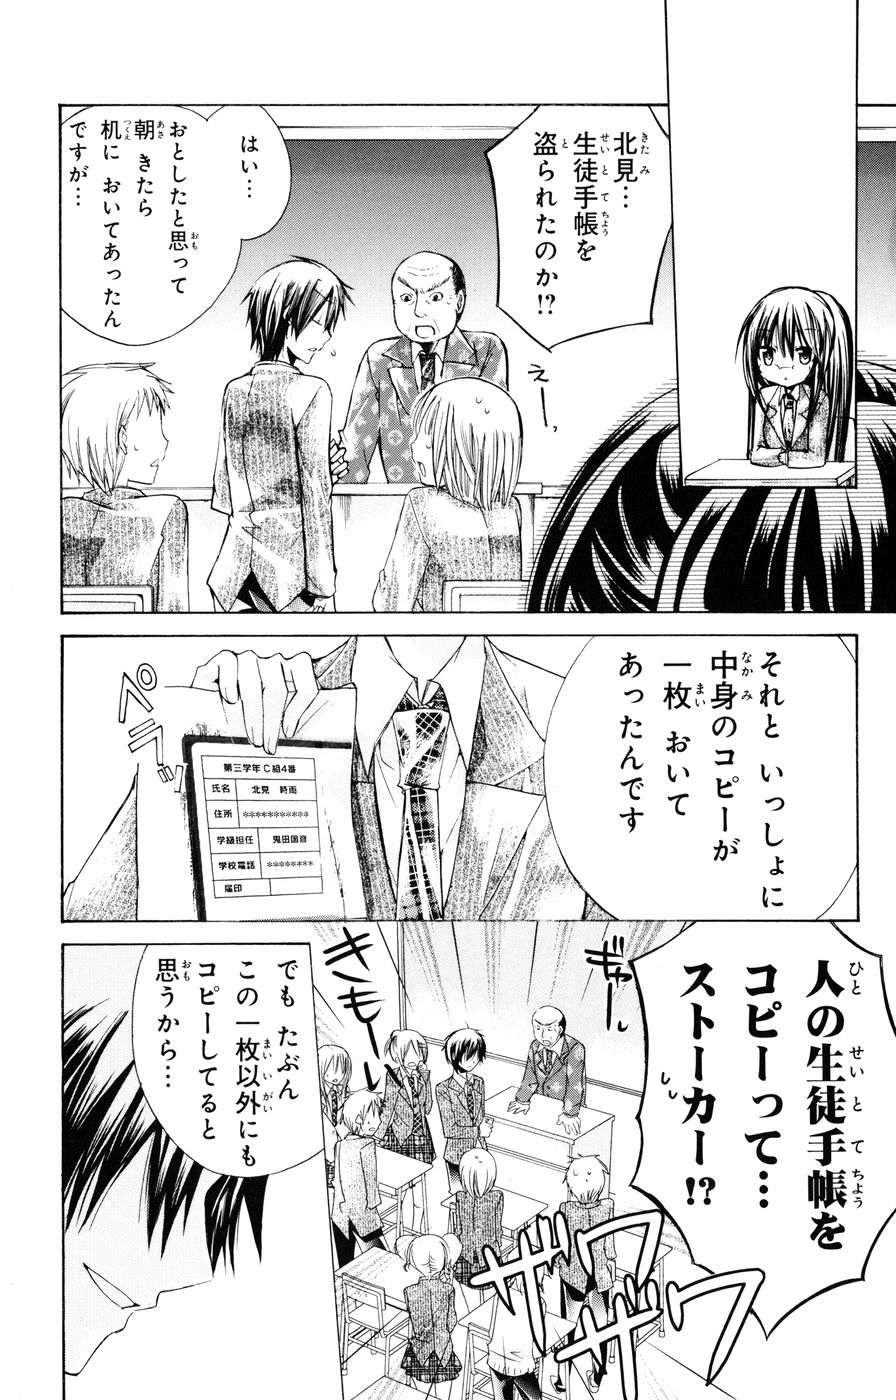 北見…
生徒手帳を
盗られたのか!?
えー
はい…
おとしたと思って
朝 きたら
机に おいてあったん
ですが…
それと いっしょに
中身のコピーが
一枚 おいて
あったんです
ペラッ
第三学年C組4番
氏名 北見 時雨
住所 ***********
学級担任 鬼田国彦
学校電話 ********
届印
人の生徒手帳を
コピーって…
ストーカー!?
ぎゃー
きもーい
ザワザワ
でも たぶん
この一枚以外にも
コピーしてると
思うから…